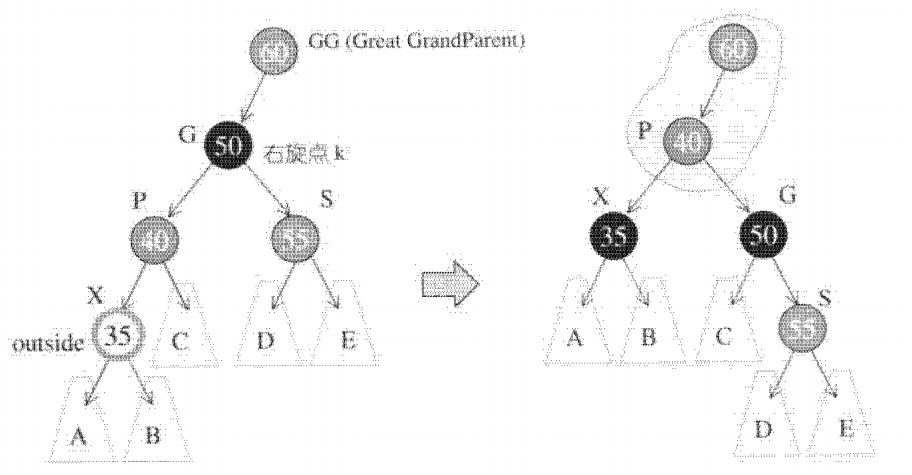 60 GG (Great GrandParent)
G 50 右旋点 k
P S
40 55
X
outside 35 C D E
A B
60
P 40
X G
35 50
A B C S
55
D E